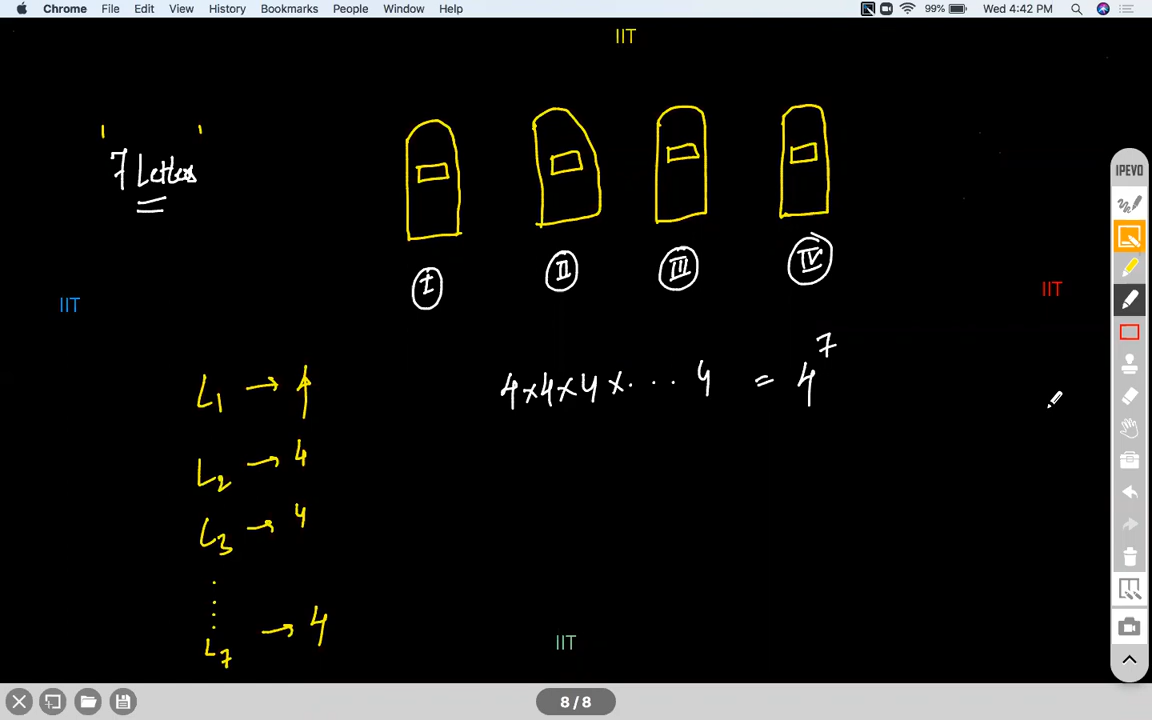 Chrome File Edit View History Bookmarks People Window Help 99% Wed 4:42 PM
IIT
' '
7 Letters
I II III IV
IIT
IIT
L₁ → 4
4×4×4×... 4 = 4⁷
L₂ → 4
L₃ → 4
⋮
L₇ → 4
IIT
IPEVO
8 / 8